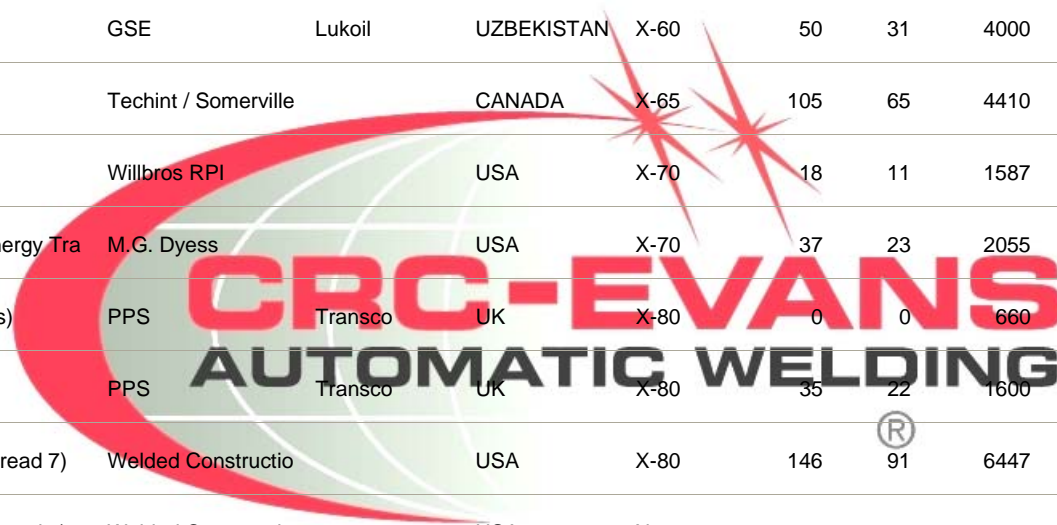 GSE Lukoil UZBEKISTAN X-60 50 31 4000
Techint / Somerville CANADA X-65 105 65 4410
Willbros RPI USA X-70 18 11 1587
nergy Tra M.G. Dyess USA X-70 37 23 2055
CRC-EVANS
s) PPS Transco UK X-80 0 0 660
AUTOMATIC WELDING
PPS Transco UK X-80 35 22 1600
®
read 7) Welded Constructio USA X-80 146 91 6447